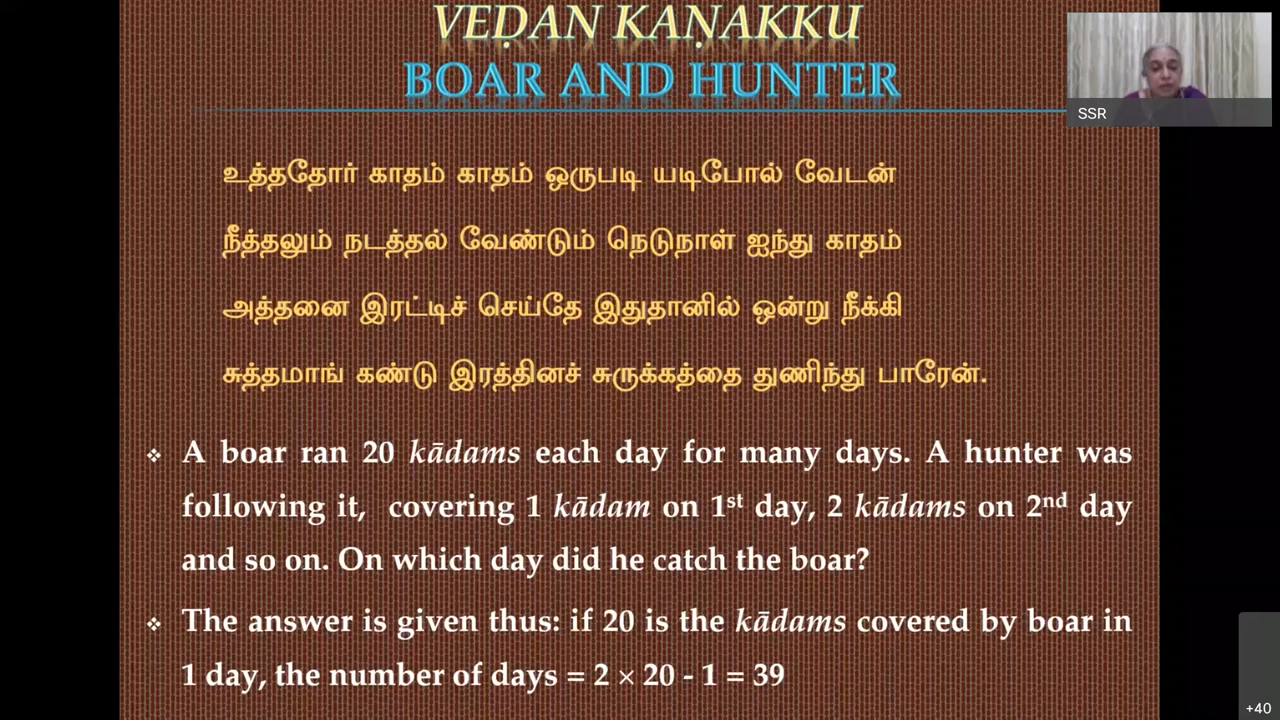 VEḌAN KAṆAKKU
BOAR AND HUNTER
SSR
உத்ததோர் காதம் காதம் ஒருபடி யடிபோல் வேடன்
நீத்தலும் நடத்தல் வேண்டும் நெடுநாள் ஐந்து காதம்
அத்தனை இரட்டிச் செய்தே இதுதானில் ஒன்று நீக்கி
சுத்தமாங் கண்டு இரத்தினச் சுருக்கத்தை துணிந்து பாரேன்.
❖ A boar ran 20 kādams each day for many days. A hunter was
following it, covering 1 kādam on 1st day, 2 kādams on 2nd day
and so on. On which day did he catch the boar?
❖ The answer is given thus: if 20 is the kādams covered by boar in
1 day, the number of days = 2 × 20 - 1 = 39
+40